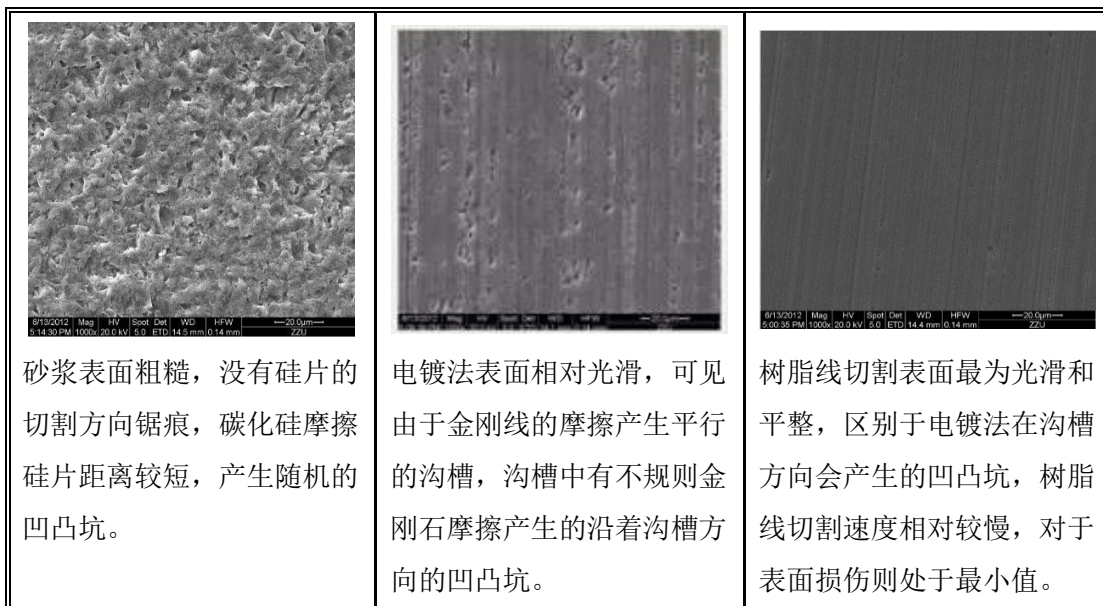 6/13/2012 Mag HV Spot Det WD HFW 20.0μm
5:14:30 PM 1000x 20.0 kV 5.0 ETD 14.5 mm 0.14 mm ZZU
砂浆表面粗糙，没有硅片的
切割方向锯痕，碳化硅摩擦
硅片距离较短，产生随机的
凹凸坑。
电镀法表面相对光滑，可见
由于金刚线的摩擦产生平行
的沟槽，沟槽中有不规则金
刚石摩擦产生的沿着沟槽方
向的凹凸坑。
6/13/2012 Mag HV Spot Det WD HFW 20.0μm
5:00:35 PM 1000x 20.0 kV 5.0 ETD 14.4 mm 0.14 mm ZZU
树脂线切割表面最为光滑和
平整，区别于电镀法在沟槽
方向会产生的凹凸坑，树脂
线切割速度相对较慢，对于
表面损伤则处于最小值。